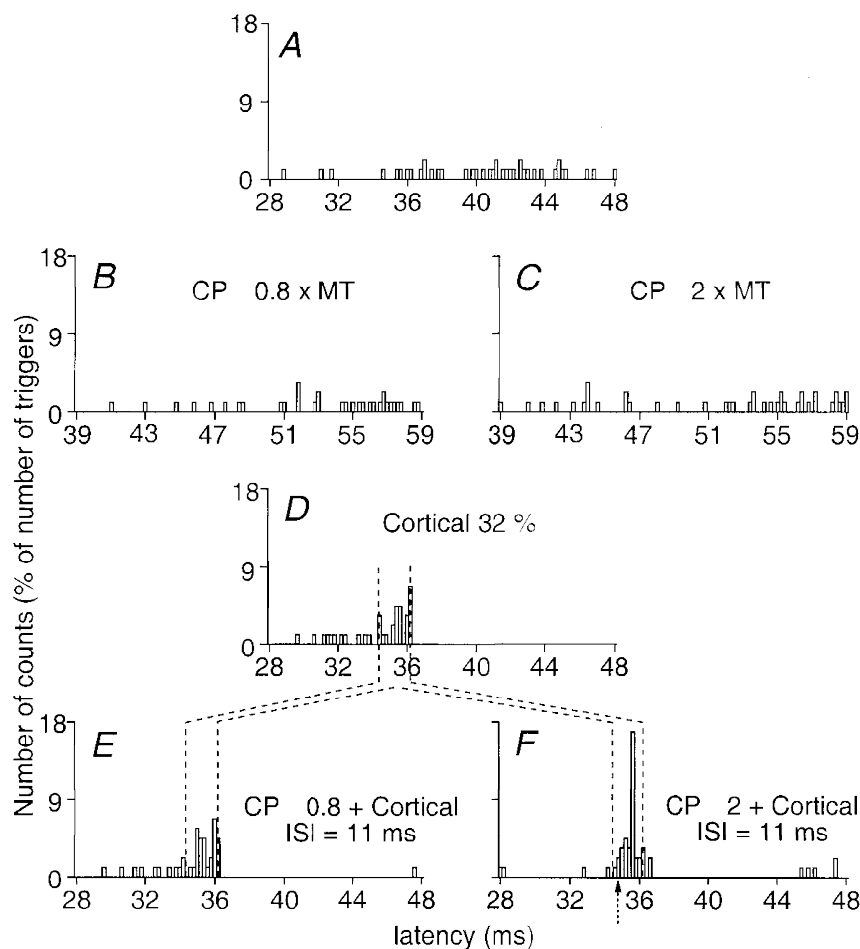 A
18
9
0
28 32 36 40 44 48
B
CP 0.8 x MT
18
9
0
39 43 47 51 55 59
C
CP 2 x MT
39 43 47 51 55 59
D
Cortical 32 %
18
9
0
28 32 36 40 44 48
E
CP 0.8 + Cortical
ISI = 11 ms
18
9
0
28 32 36 40 44 48
F
CP 2 + Cortical
ISI = 11 ms
28 32 36 40 44 48
Number of counts (% of number of triggers)
latency (ms)